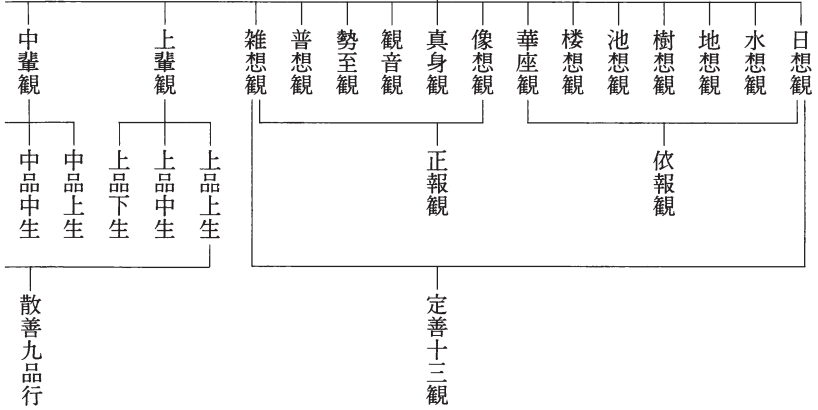 日想観
水想観
地想観
樹想観
池想観
楼想観
華座観
像想観
真身観
観音観
勢至観
普想観
雑想観
上輩観
中輩観
依報観
正報観
上品上生
上品中生
上品下生
中品上生
中品中生
定善十三観
散善九品行